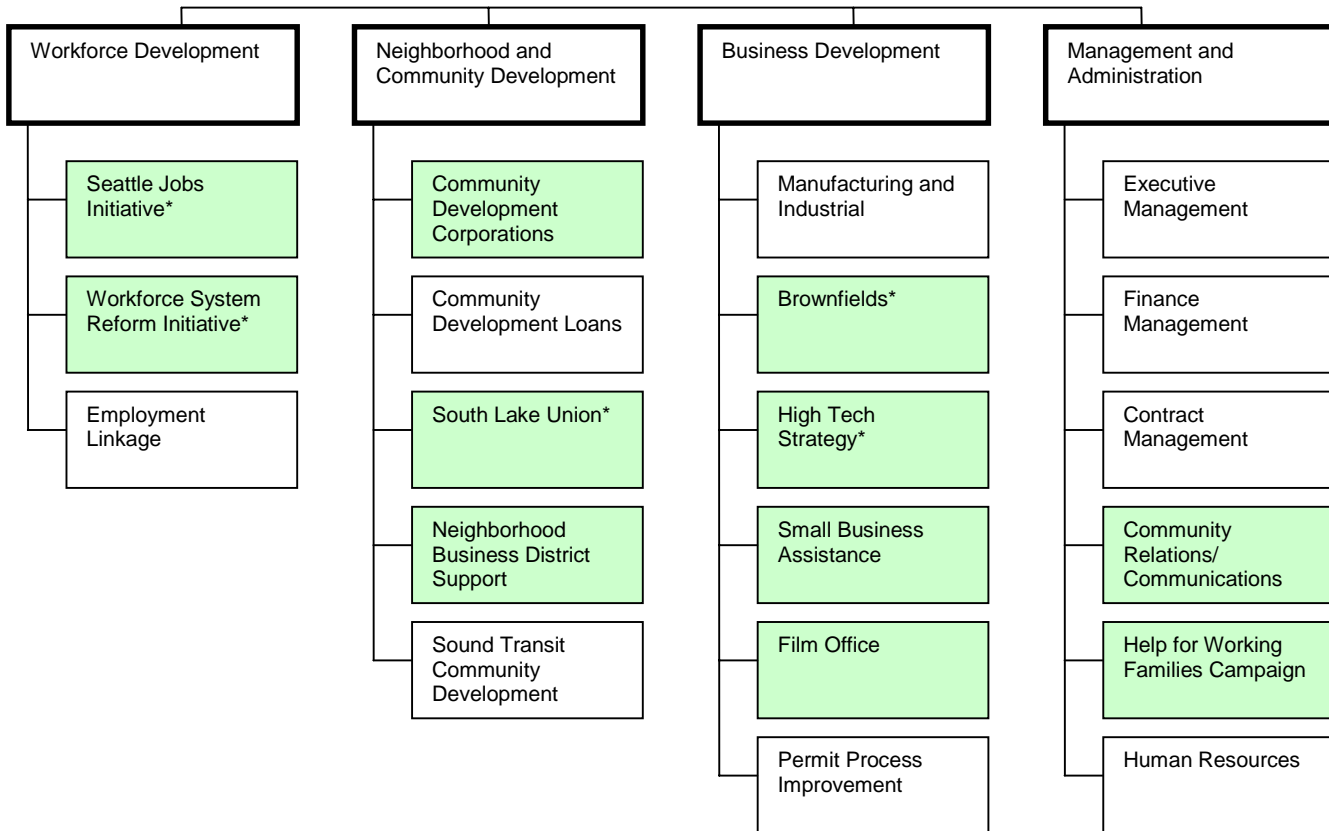 Workforce Development
Neighborhood and
Community Development
Business Development
Management and
Administration
Seattle Jobs
Initiative*
Workforce System
Reform Initiative*
Employment
Linkage
Community
Development
Corporations
Community
Development Loans
South Lake Union*
Neighborhood
Business District
Support
Sound Transit
Community
Development
Manufacturing and
Industrial
Brownfields*
High Tech
Strategy*
Small Business
Assistance
Film Office
Permit Process
Improvement
Executive
Management
Finance
Management
Contract
Management
Community
Relations/
Communications
Help for Working
Families Campaign
Human Resources